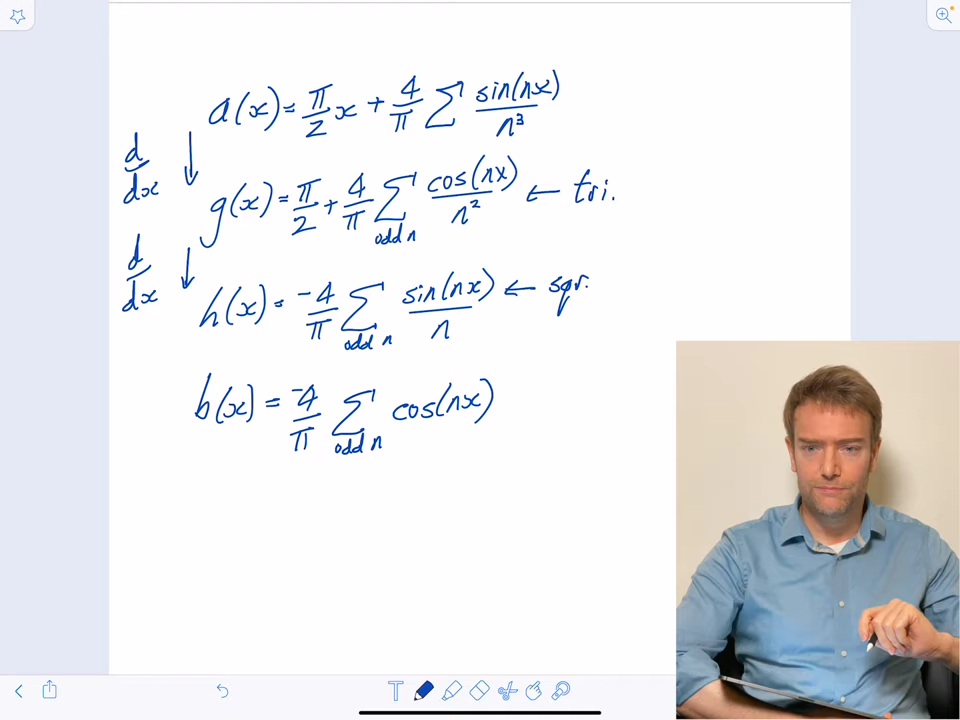 a(x) = π/2 x + 4/π ∑ sin(nx)/n³
d/dx ↓
g(x) = π/2 + 4/π ∑ odd n cos(nx)/n² ← tri.
d/dx ↓
h(x) = -4/π ∑ odd n sin(nx)/n ← sqr.
b(x) = -4/π ∑ odd n cos(nx)
T